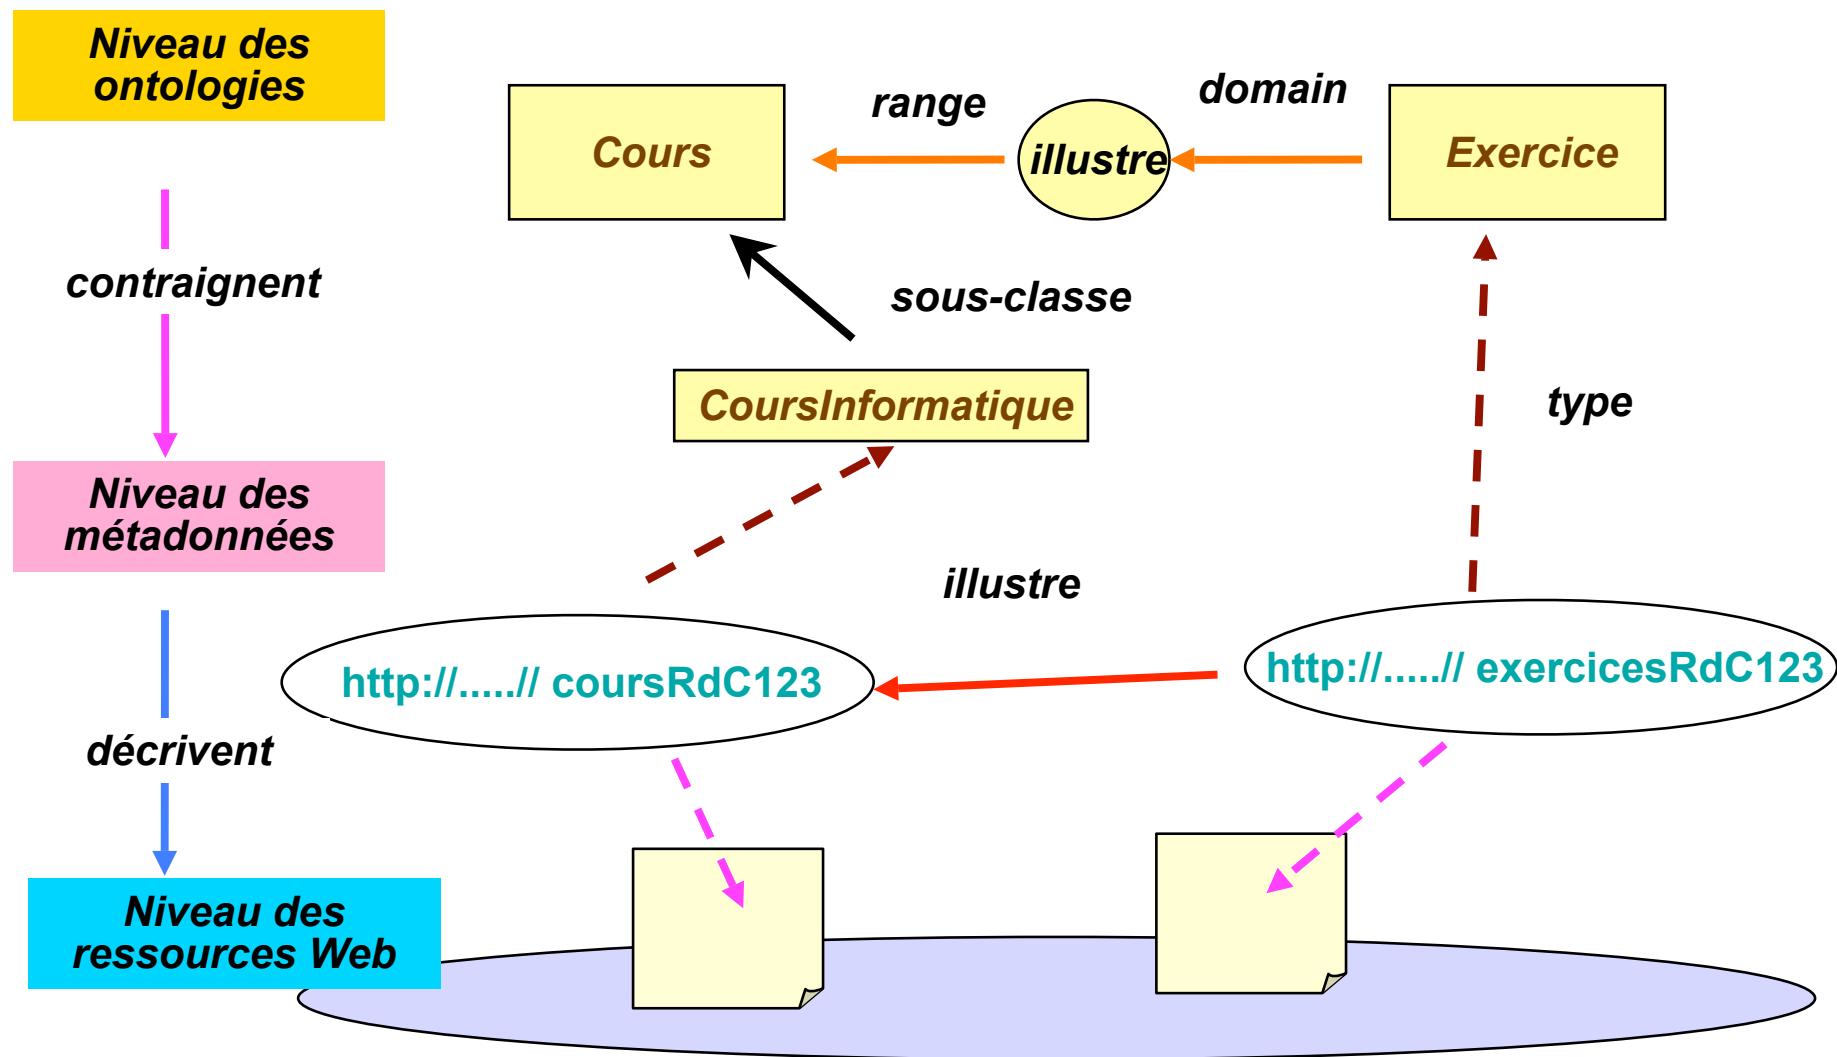 Niveau des
ontologies
range
domain
Cours
illustre
Exercice
contraignent
sous-classe
CoursInformatique
type
Niveau des
métadonnées
illustre
http://.....// coursRdC123
http://.....// exercicesRdC123
décrivent
Niveau des
ressources Web